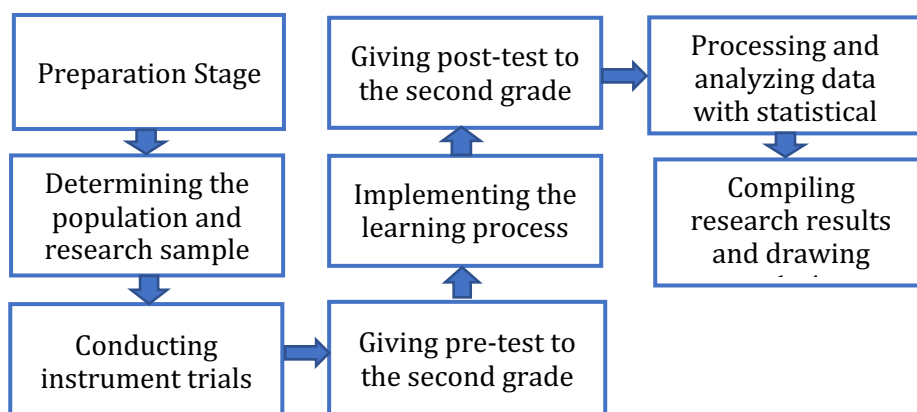 Preparation Stage
Determining the
population and
research sample
Conducting
instrument trials
Giving pre-test to
the second grade
Implementing the
learning process
Giving post-test to
the second grade
Processing and
analyzing data
with statistical
Compiling
research results
and drawing